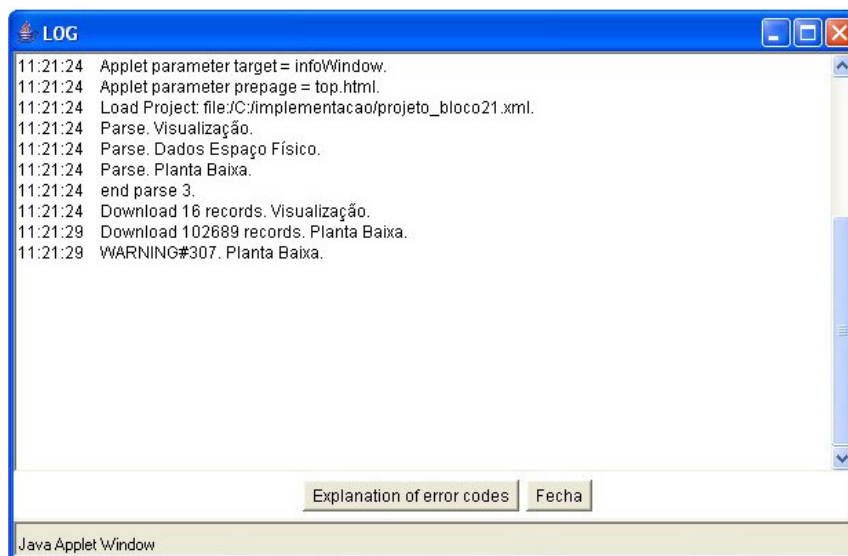 LOG
11:21:24 Applet parameter target = infoWindow.
11:21:24 Applet parameter prepage = top.html.
11:21:24 Load Project: file:/C:/implementacao/projeto_bloco21.xml.
11:21:24 Parse. Visualização.
11:21:24 Parse. Dados Espaço Físico.
11:21:24 Parse. Planta Baixa.
11:21:24 end parse 3.
11:21:24 Download 16 records. Visualização.
11:21:29 Download 102689 records. Planta Baixa.
11:21:29 WARNING#307. Planta Baixa.
Explanation of error codes Fecha
Java Applet Window